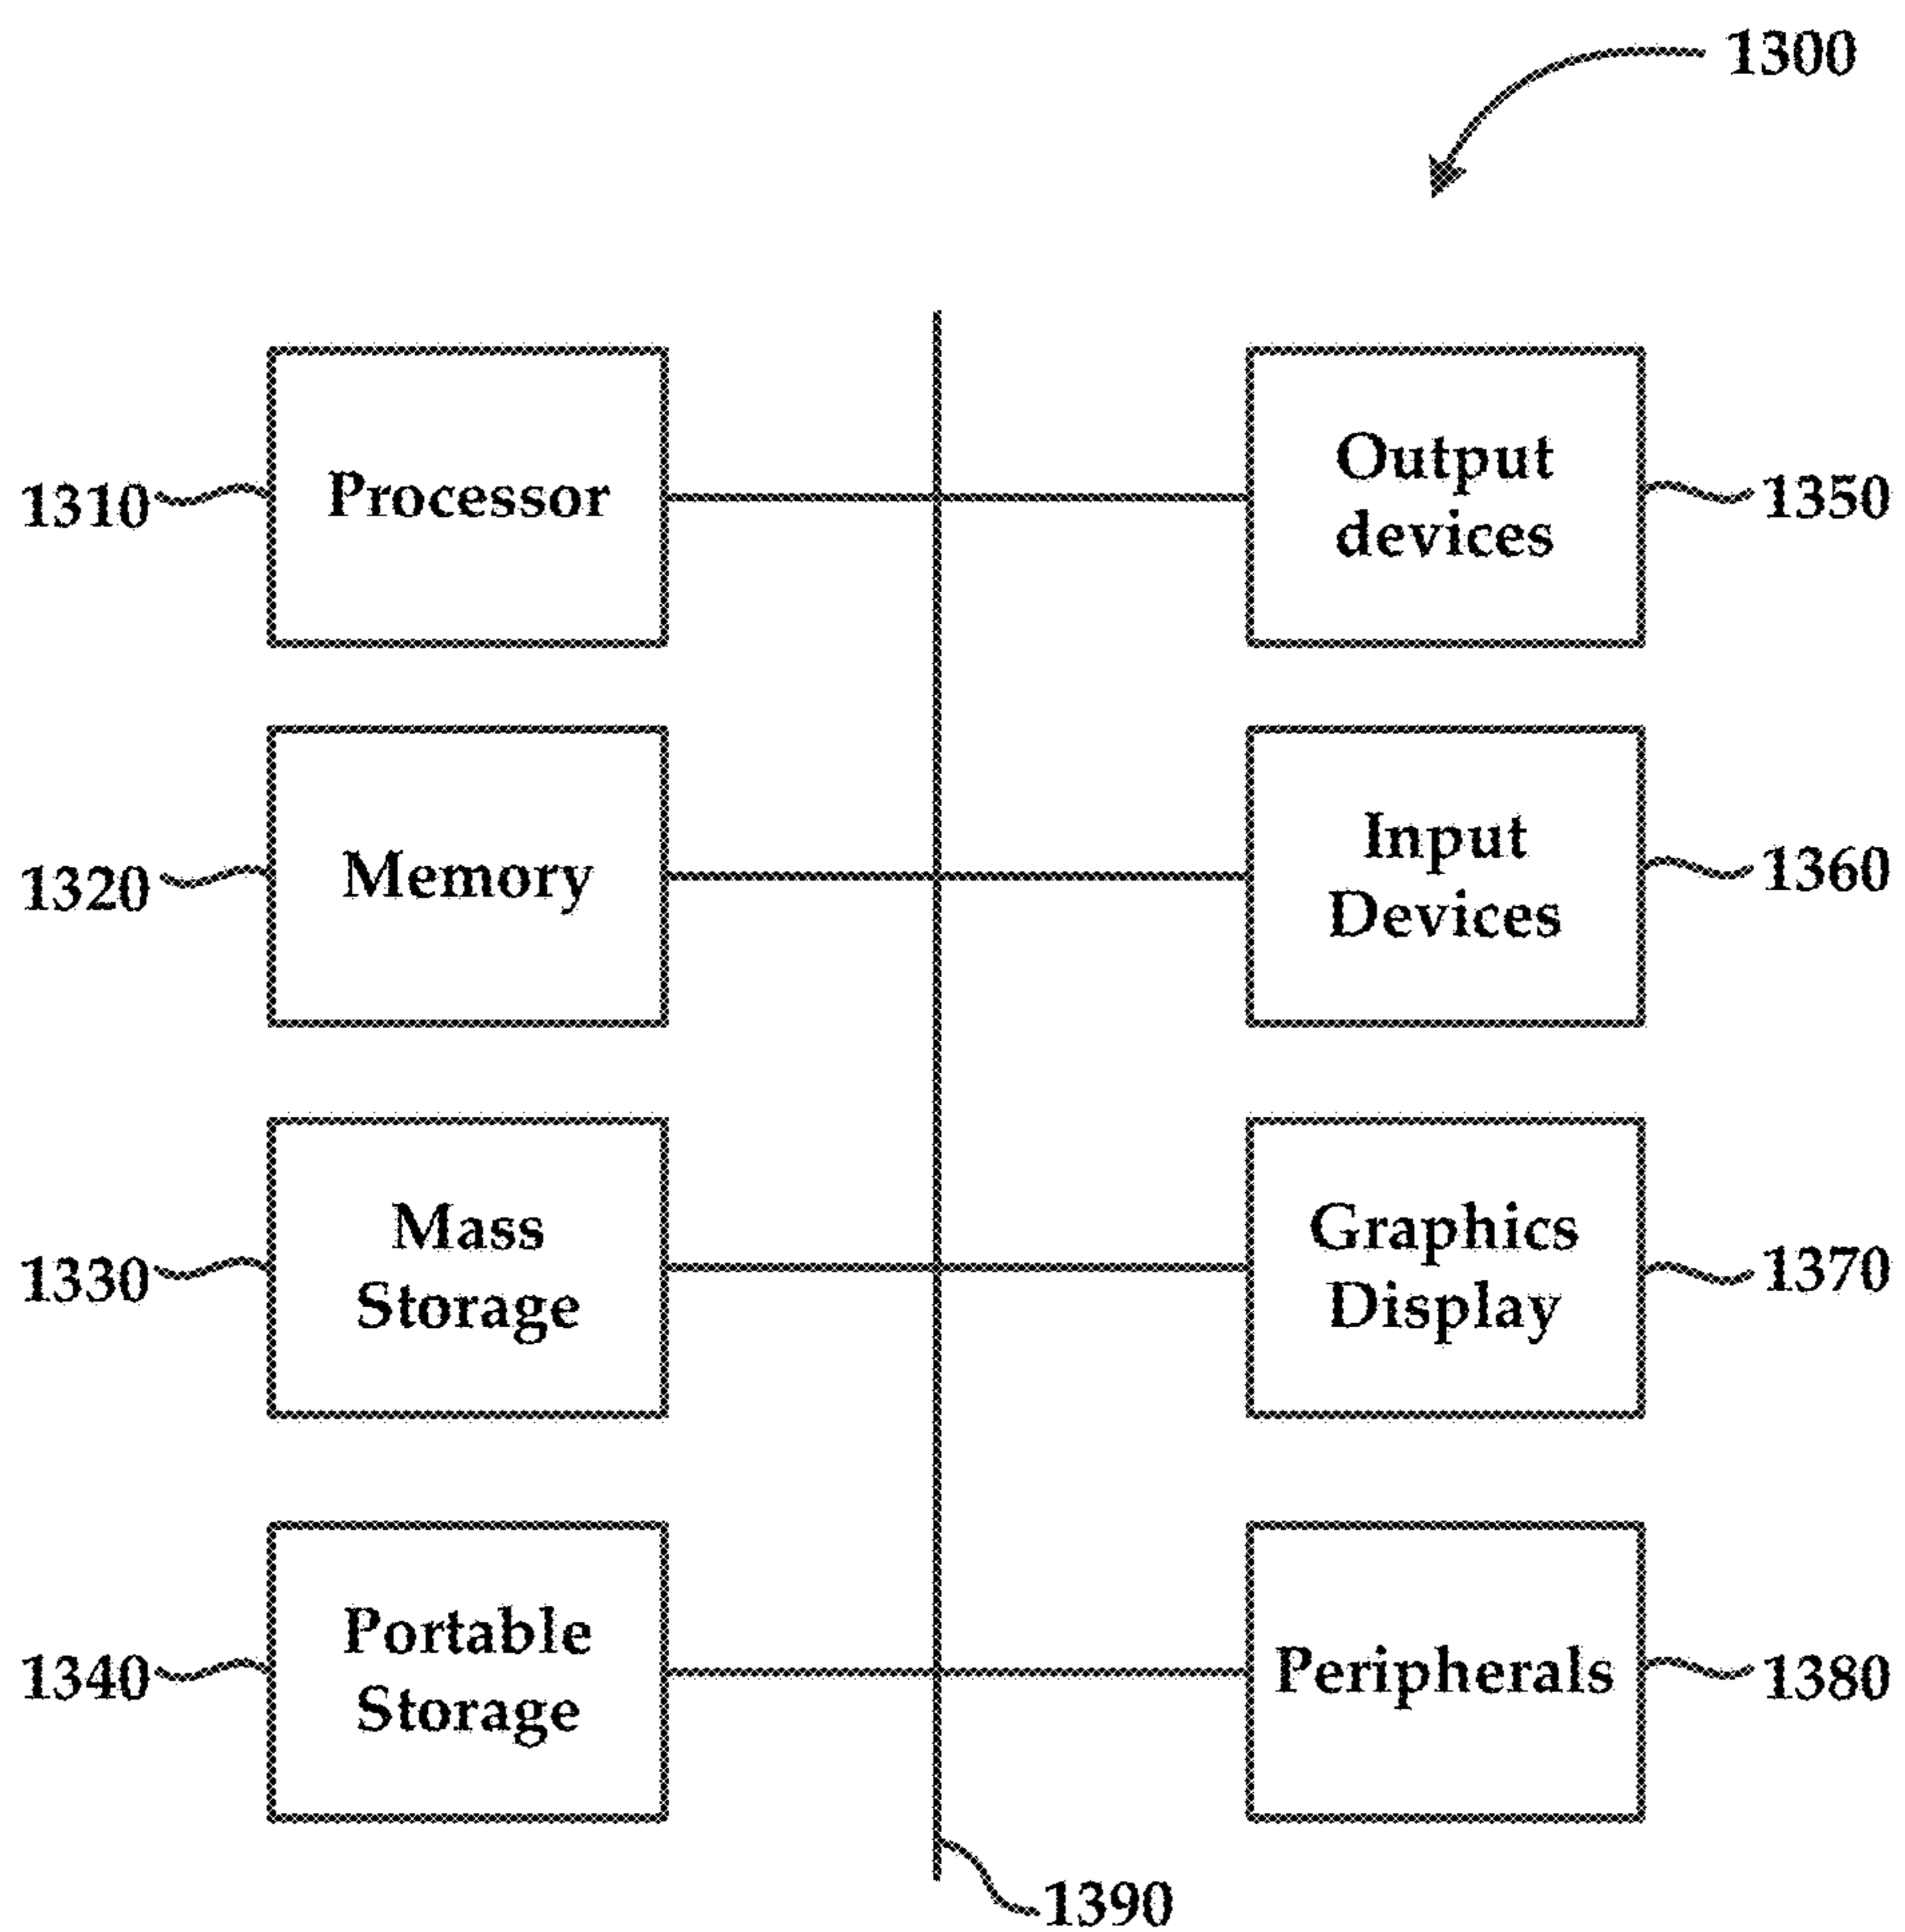 1300
1310
Processor
Output
devices
1350
1320
Memory
Input
Devices
1360
1330
Mass
Storage
Graphics
Display
1370
1340
Portable
Storage
Peripherals
1380
1390